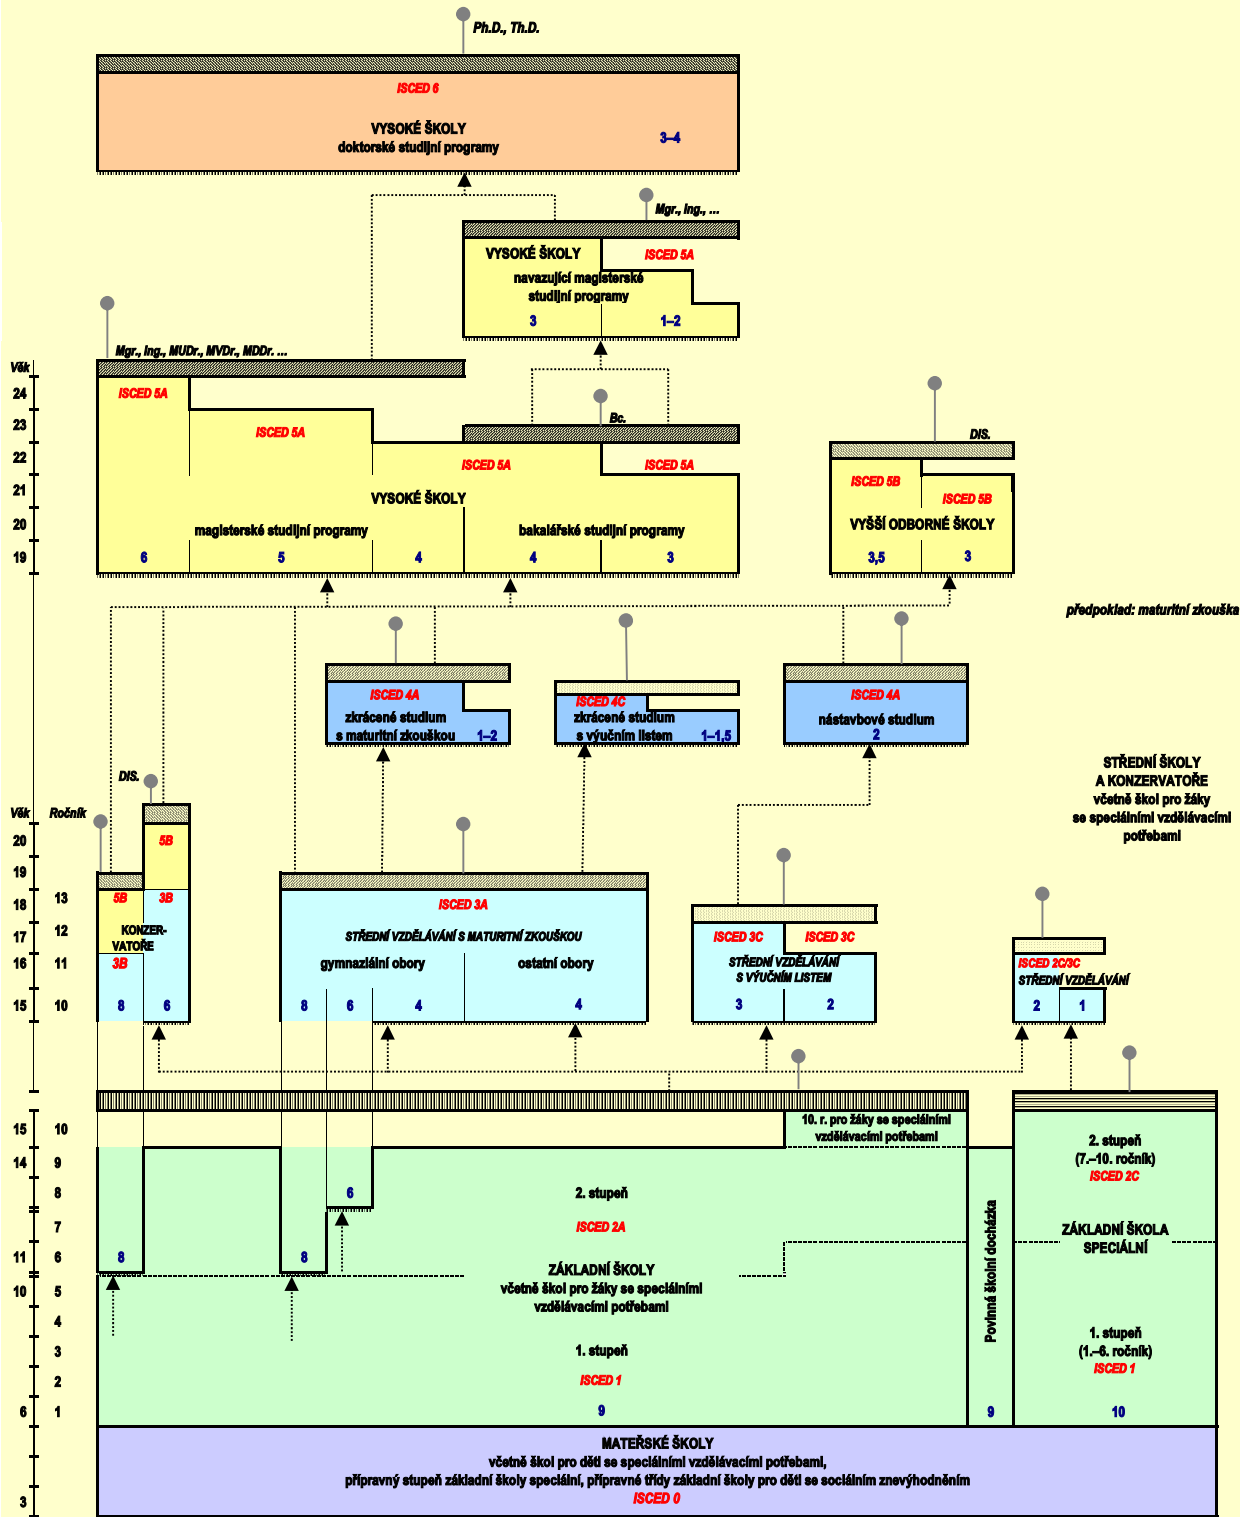 Ph.D., Th.D.
ISCED 6
VYSOKÉ ŠKOLY
doktorské studijní programy
3–4
Mgr., Ing., ...
VYSOKÉ ŠKOLY
ISCED 5A
navazující magisterské
studijní programy
3
1–2
Mgr., Ing., MUDr., MVDr., MDDr. ...
Věk
24
ISCED 5A
23
ISCED 5A
Bc.
DIS.
22
ISCED 5A
ISCED 5A
ISCED 5B
21
VYSOKÉ ŠKOLY
ISCED 5B
20
magisterské studijní programy
bakalářské studijní programy
VYŠŠÍ ODBORNÉ ŠKOLY
19
6
5
4
4
3
3,5
3
předpoklad: maturitní zkouška
ISCED 4A
zkrácené studium
s maturitní zkouškou
1–2
ISCED 4C
zkrácené studium
s výučním listem
1–1,5
ISCED 4A
nástavbové studium
2
STŘEDNÍ ŠKOLY
A KONZERVATOŘE
včetně škol pro žáky
se speciálními vzdělávacími
potřebami
DIS.
Věk
Ročník
20
5B
19
18
13
5B
3B
ISCED 3A
17
12
KONZER-
VATOŘE
STŘEDNÍ VZDĚLÁVÁNÍ S MATURITNÍ ZKOUŠKOU
ISCED 3C
ISCED 3C
16
11
3B
gymnaziální obory
ostatní obory
STŘEDNÍ VZDĚLÁVÁNÍ
S VÝUČNÍM LISTEM
ISCED 2C/3C
STŘEDNÍ VZDĚLÁVÁNÍ
15
10
8
6
8
6
4
4
3
2
2
1
15
10
10. r. pro žáky se speciálními
vzdělávacími potřebami
2. stupeň
(7.–10. ročník)
ISCED 2C
14
9
8
6
2. stupeň
7
ISCED 2A
11
6
8
8
ZÁKLADNÍ ŠKOLA
SPECIÁLNÍ
Povinná školní docházka
10
5
ZÁKLADNÍ ŠKOLY
včetně škol pro žáky se speciálními
vzdělávacími potřebami
4
3
1. stupeň
1. stupeň
(1.–6. ročník)
ISCED 1
2
ISCED 1
6
1
9
9
10
MATEŘSKÉ ŠKOLY
včetně škol pro děti se speciálními vzdělávacími potřebami,
přípravný stupeň základní školy speciální, přípravné třídy základní školy pro děti se sociálním znevýhodněním
3
ISCED 0